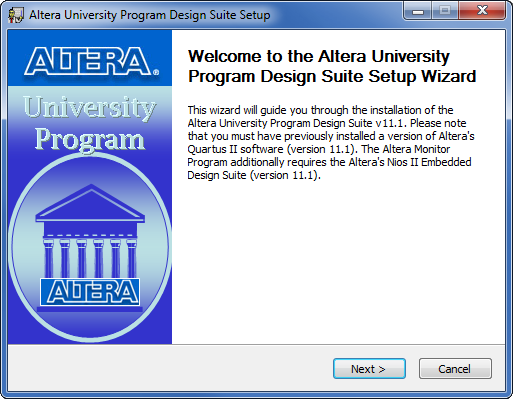 Altera University Program Design Suite Setup
ALTERA®
University
Program
ALTERA
Welcome to the Altera University
Program Design Suite Setup Wizard
This wizard will guide you through the installation of the
Altera University Program Design Suite v11.1. Please note
that you must have previously installed a version of Altera's
Quartus II software (version 11.1). The Altera Monitor
Program additionally requires the Altera's Nios II Embedded
Design Suite (version 11.1).
Next >
Cancel